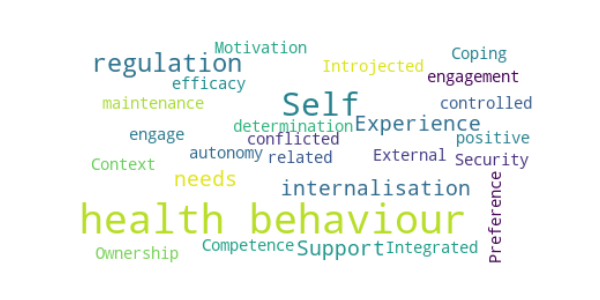 Motivation
Coping
regulation
Introjected
engagement
efficacy
maintenance
Self
controlled
determination
Experience
engage
conflicted
positive
autonomy
related
External
Security
Context
needs
internalisation
Preference
health behaviour
Ownership
Competence
Support
Integrated